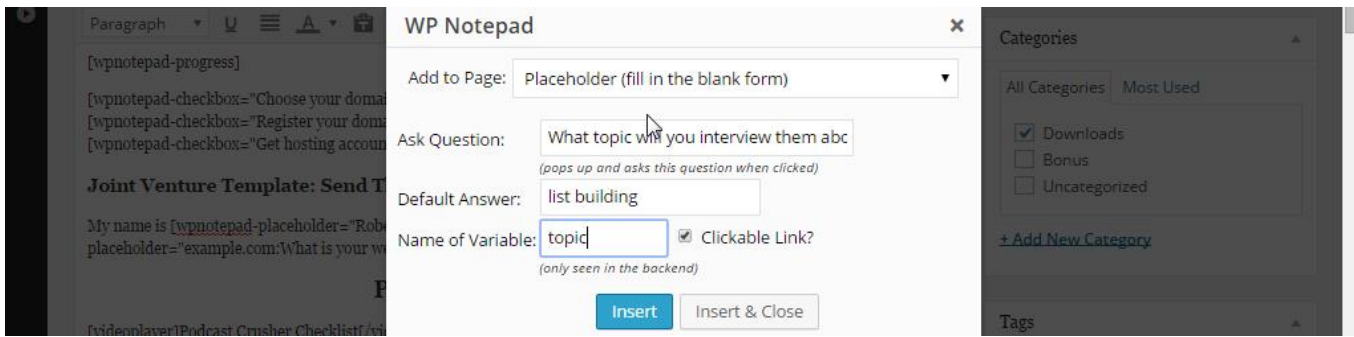 Paragraph U A
[wpnotepad-progress]
[wpnotepad-checkbox="Choose your domai
[wpnotepad-checkbox="Register your doma
[wpnotepad-checkbox="Get hosting accoun
Joint Venture Template: Send T
My name is [wpnotepad-placeholder="Robe
placeholder="example.com:What is your we
P
[videoplayer]Podcast Crusher Checklist[/vi
WP Notepad ×
Add to Page: Placeholder (fill in the blank form)
Ask Question: What topic will you interview them abo
(pops up and asks this question when clicked)
Default Answer: list building
Name of Variable: topic Clickable Link?
(only seen in the backend)
Insert Insert & Close
Categories
All Categories Most Used
Downloads
Bonus
Uncategorized
+ Add New Category
Tags